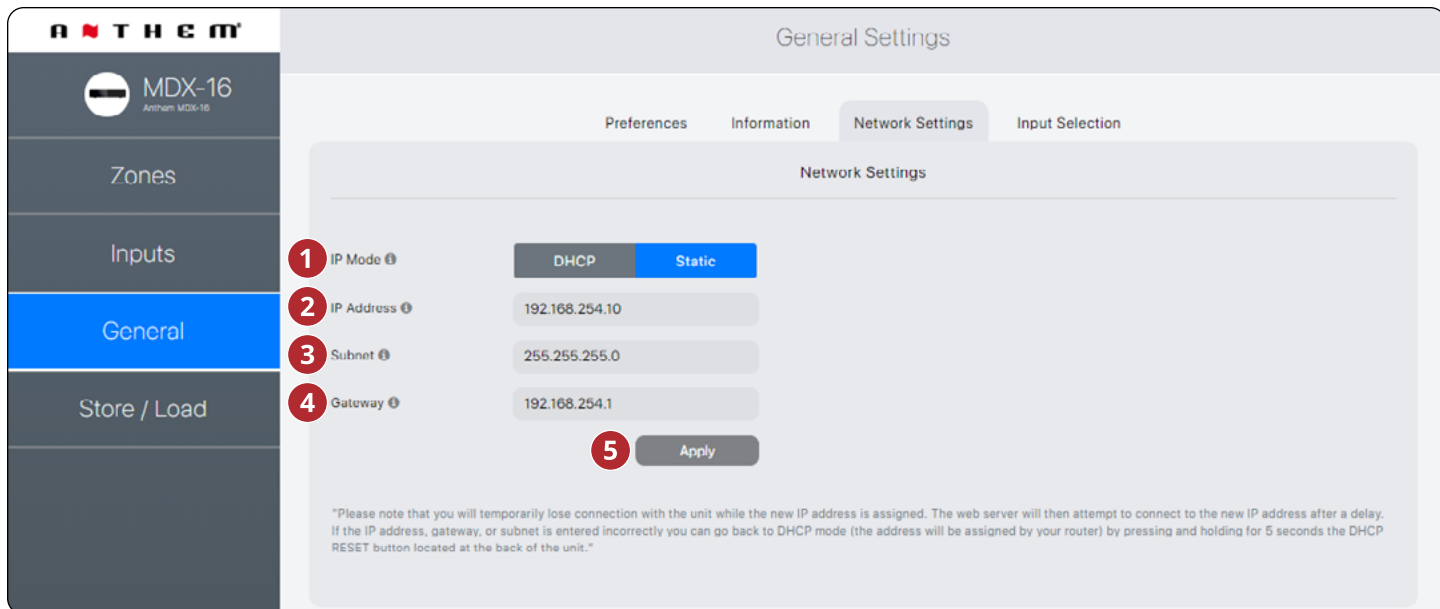 ANTHEM
General Settings
MDX-16
Anthem MDX-16
Preferences Information Network Settings Input Selection
Zones
Network Settings
Inputs
1 IP Mode DHCP Static
2 IP Address 192.168.254.10
General
3 Subnet 255.255.255.0
Store / Load
4 Gateway 192.168.254.1
5 Apply
"Please note that you will temporarily lose connection with the unit while the new IP address is assigned. The web server will then attempt to connect to the new IP address after a delay.
If the IP address, gateway, or subnet is entered incorrectly you can go back to DHCP mode (the address will be assigned by your router) by pressing and holding for 5 seconds the DHCP
RESET button located at the back of the unit."